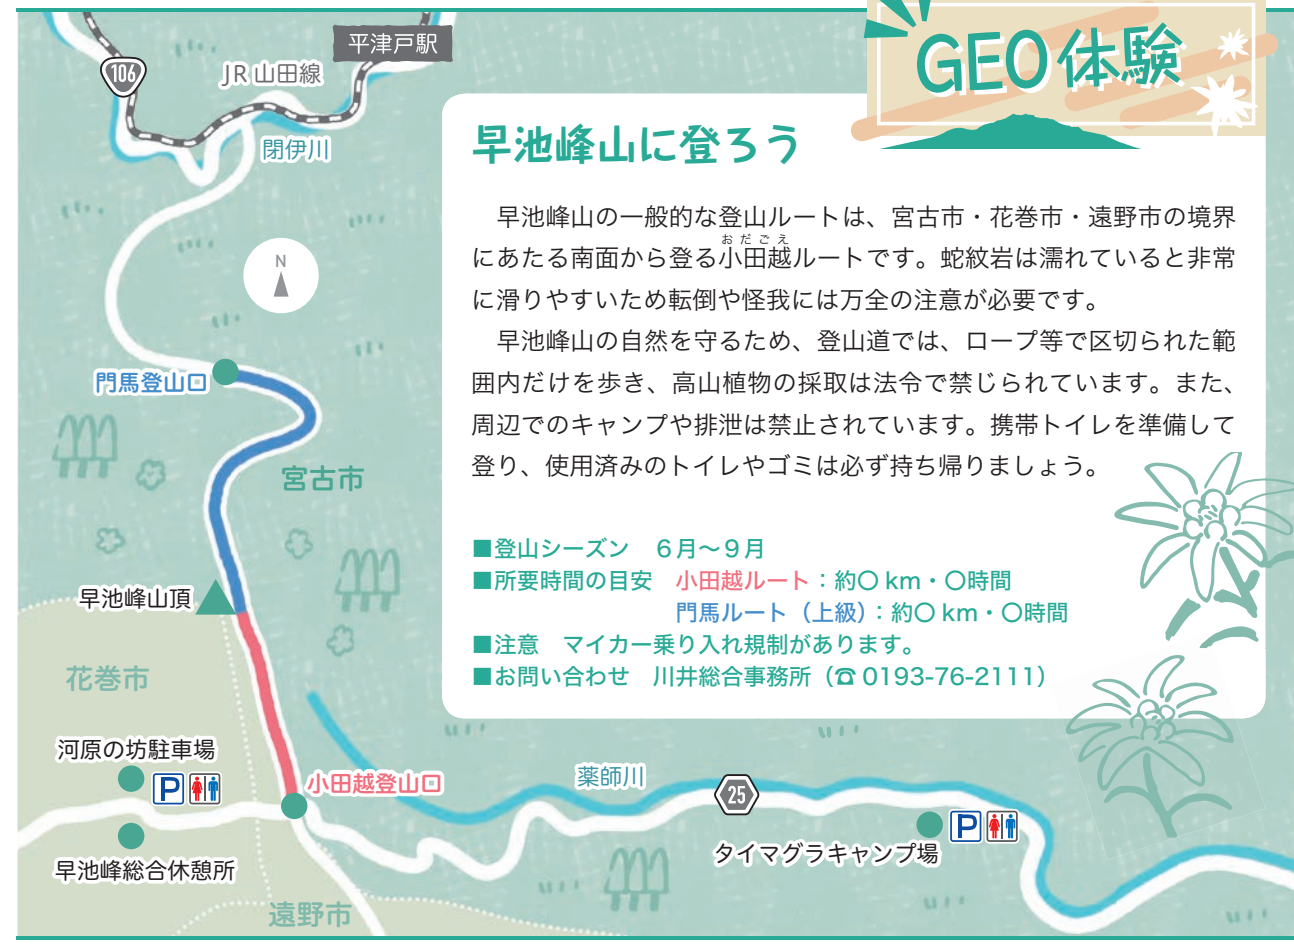 GEO体験
早池峰山に登ろう
早池峰山の一般的な登山ルートは、宮古市・花巻市・遠野市の境界
おだごえ
にあたる南面から登る小田越ルートです。蛇紋岩は濡れていると非常
に滑りやすいため転倒や怪我には万全の注意が必要です。
早池峰山の自然を守るため、登山道では、ロープ等で区切られた範
囲内だけを歩き、高山植物の採取は法令で禁じられています。また、
周辺でのキャンプや排泄は禁止されています。携帯トイレを準備して
登り、使用済みのトイレやゴミは必ず持ち帰りましょう。
■登山シーズン　６月～９月
■所要時間の目安　小田越ルート：約〇 km・〇時間
門馬ルート（上級）：約〇 km・〇時間
■注意　マイカー乗り入れ規制があります。
■お問い合わせ　川井総合事務所（☎ 0193-76-2111）
平津戸駅
106
JR山田線
閉伊川
N
門馬登山口
宮古市
早池峰山頂
花巻市
河原の坊駐車場
P
小田越登山口
薬師川
25
P
タイマグラキャンプ場
早池峰総合休憩所
遠野市